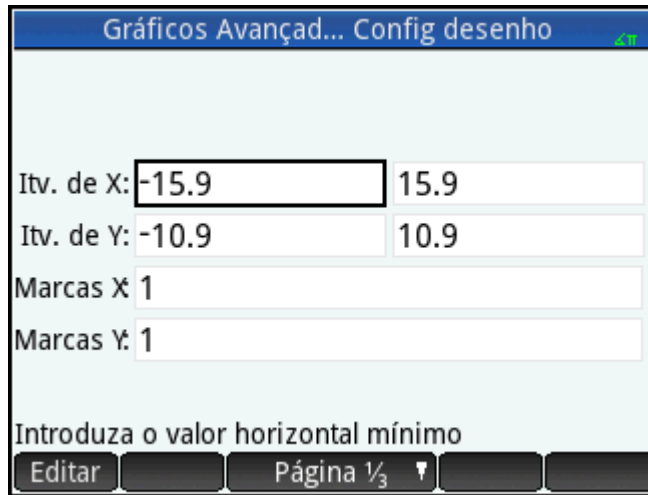 Gráficos Avançad... Config desenho
∡π
Itv. de X: -15.9 15.9
Itv. de Y: -10.9 10.9
Marcas X: 1
Marcas Y: 1
Introduza o valor horizontal mínimo
Editar Página 1/3